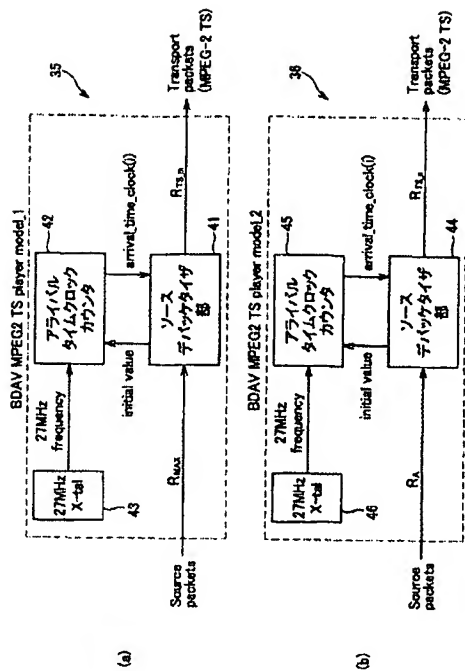 (a)
BDAV MPEG2 TS player model_1
35
27MHz
X-tal
43
27MHz
frequency
42
アライバル
タイムクロック
カウンタ
initial value
arrival_time_clock(i)
41
ソース
デパケッタイザ
部
Source
packets
RMAX
RTS_n
Transport
packets
(MPEG-2 TS)
(b)
BDAV MPEG2 TS player model_2
36
27MHz
X-tal
46
27MHz
frequency
45
アライバル
タイムクロック
カウンタ
initial value
arrival_time_clock(i)
44
ソース
デパケッタイザ
部
Source
packets
RA
RTS_p
Transport
packets
(MPEG-2 TS)